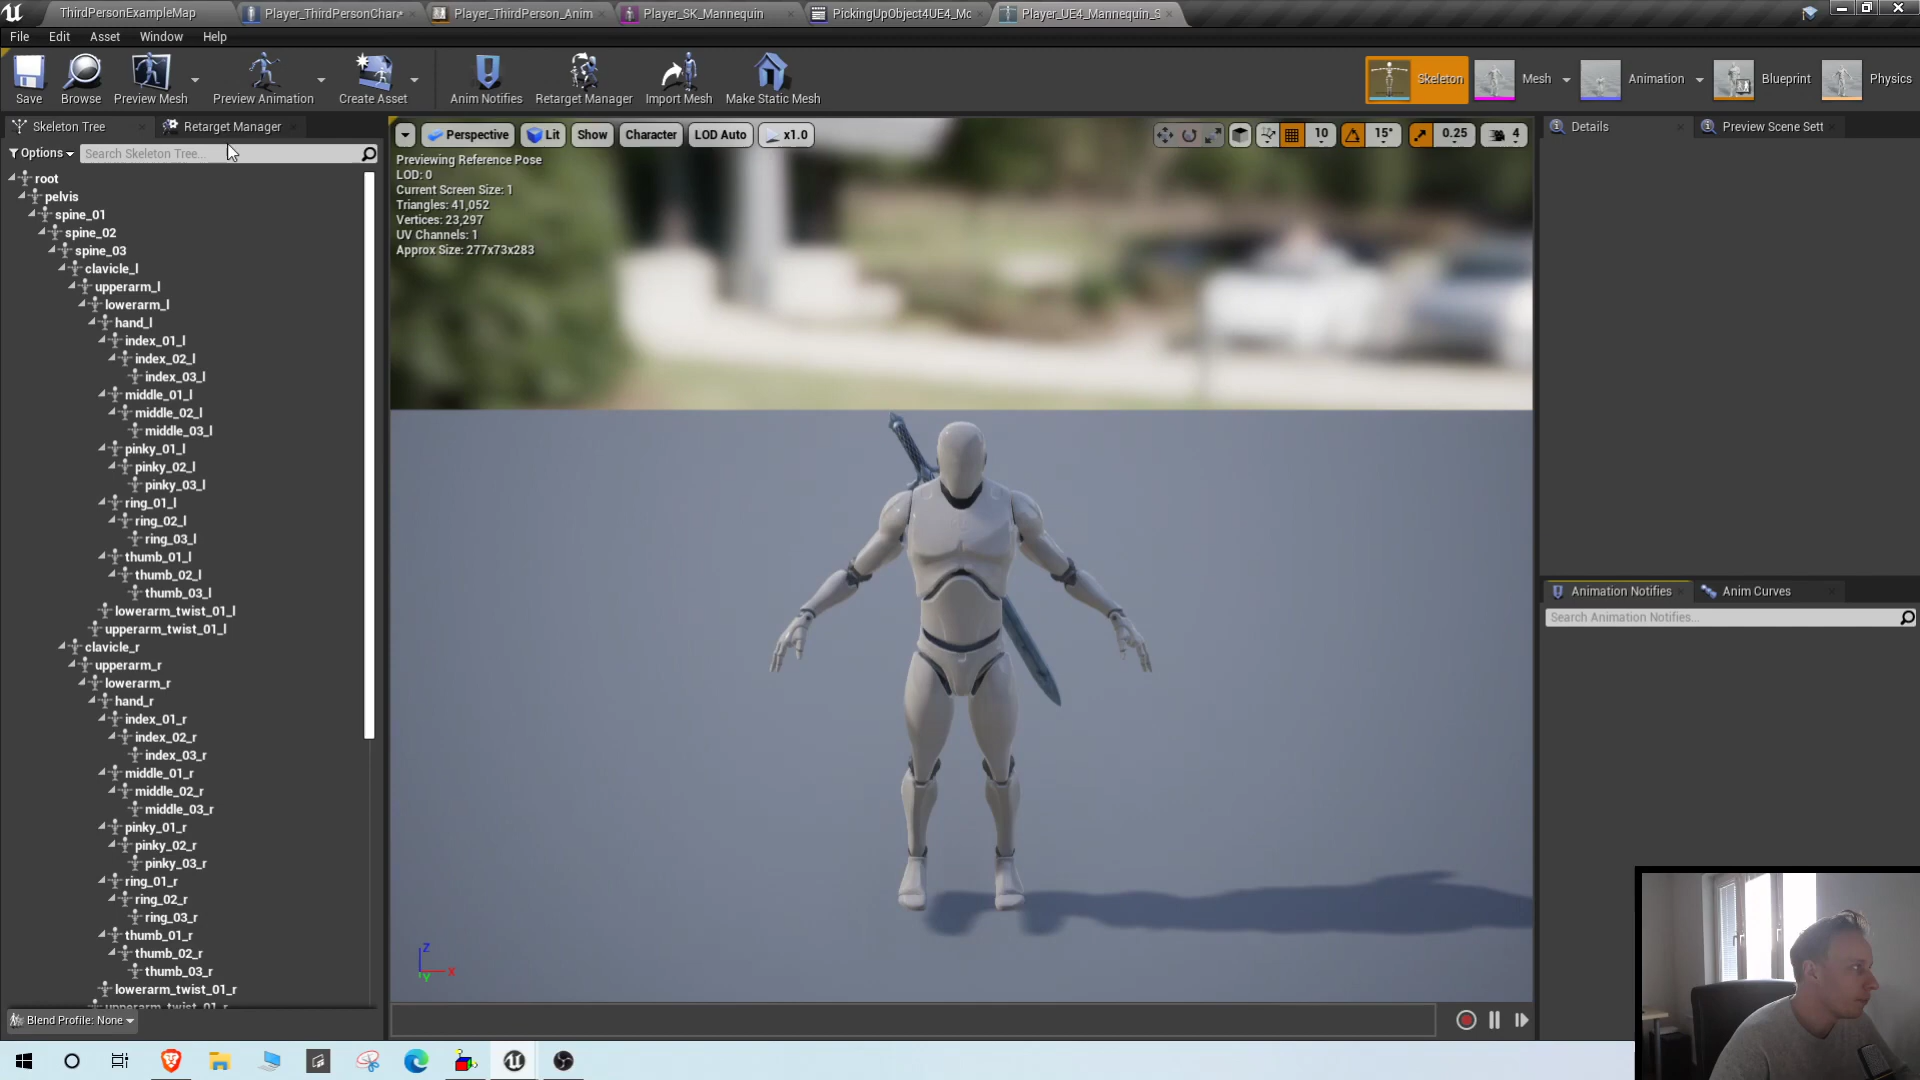 ThirdPersonExampleMap
Player_ThirdPersonChar*
Player_ThirdPerson_Anim
Player_SK_Mannequin
PickingUpObject4UE4_Mc
Player_UE4_Mannequin_S
File Edit Asset Window Help
Save
Browse
Preview Mesh
Preview Animation
Create Asset
Anim Notifies
Retarget Manager
Import Mesh
Make Static Mesh
Skeleton
Mesh
Animation
Blueprint
Physics
Skeleton Tree
Retarget Manager
Options
Search Skeleton Tree...
root
pelvis
spine_01
spine_02
spine_03
clavicle_l
upperarm_l
lowerarm_l
hand_l
index_01_l
index_02_l
index_03_l
middle_01_l
middle_02_l
middle_03_l
pinky_01_l
pinky_02_l
pinky_03_l
ring_01_l
ring_02_l
ring_03_l
thumb_01_l
thumb_02_l
thumb_03_l
lowerarm_twist_01_l
upperarm_twist_01_l
clavicle_r
upperarm_r
lowerarm_r
hand_r
index_01_r
index_02_r
index_03_r
middle_01_r
middle_02_r
middle_03_r
pinky_01_r
pinky_02_r
pinky_03_r
ring_01_r
ring_02_r
ring_03_r
thumb_01_r
thumb_02_r
thumb_03_r
lowerarm_twist_01_r
upperarm_twist_01_r
Blend Profile: None
Perspective
Lit
Show
Character
LOD Auto
x1.0
10
15°
0.25
4
Previewing Reference Pose
LOD: 0
Current Screen Size: 1
Triangles: 41,052
Vertices: 23,297
UV Channels: 1
Approx Size: 277x73x283
Z
X
Y
Details
Preview Scene Sett
Animation Notifies
Anim Curves
Search Animation Notifies...